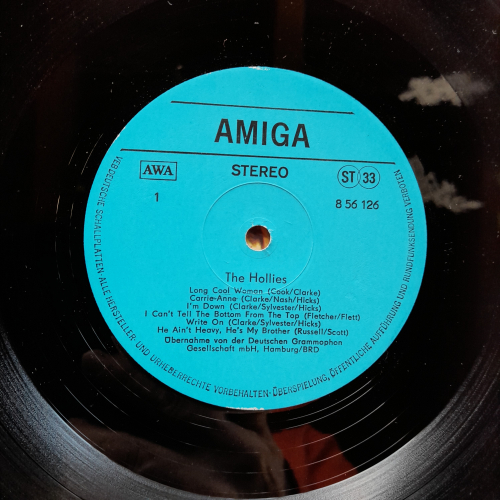 AMIGA
AWA
STEREO
ST 33
1
8 56 126
The Hollies
Long Cool Woman (Cook/Clarke)
Carrie-Anne (Clarke/Nash/Hicks)
I'm Down (Clarke/Sylvester/Hicks)
I Can't Tell The Bottom From The Top (Fletcher/Flett)
Write On (Clarke/Sylvester/Hicks)
He Ain't Heavy, He's My Brother (Russell/Scott)
Übernahme von der Deutschen Grammophon
Gesellschaft mbH, Hamburg/BRD
VEB DEUTSCHE SCHALLPLATTEN-ALLE HERSTELLER- UND URHEBERRECHTE VORBEHALTEN-ÜBERSPIELUNG, ÖFFENTLICHE AUFFÜHRUNG UND RUNDFUNKSENDUNG VERBOTEN